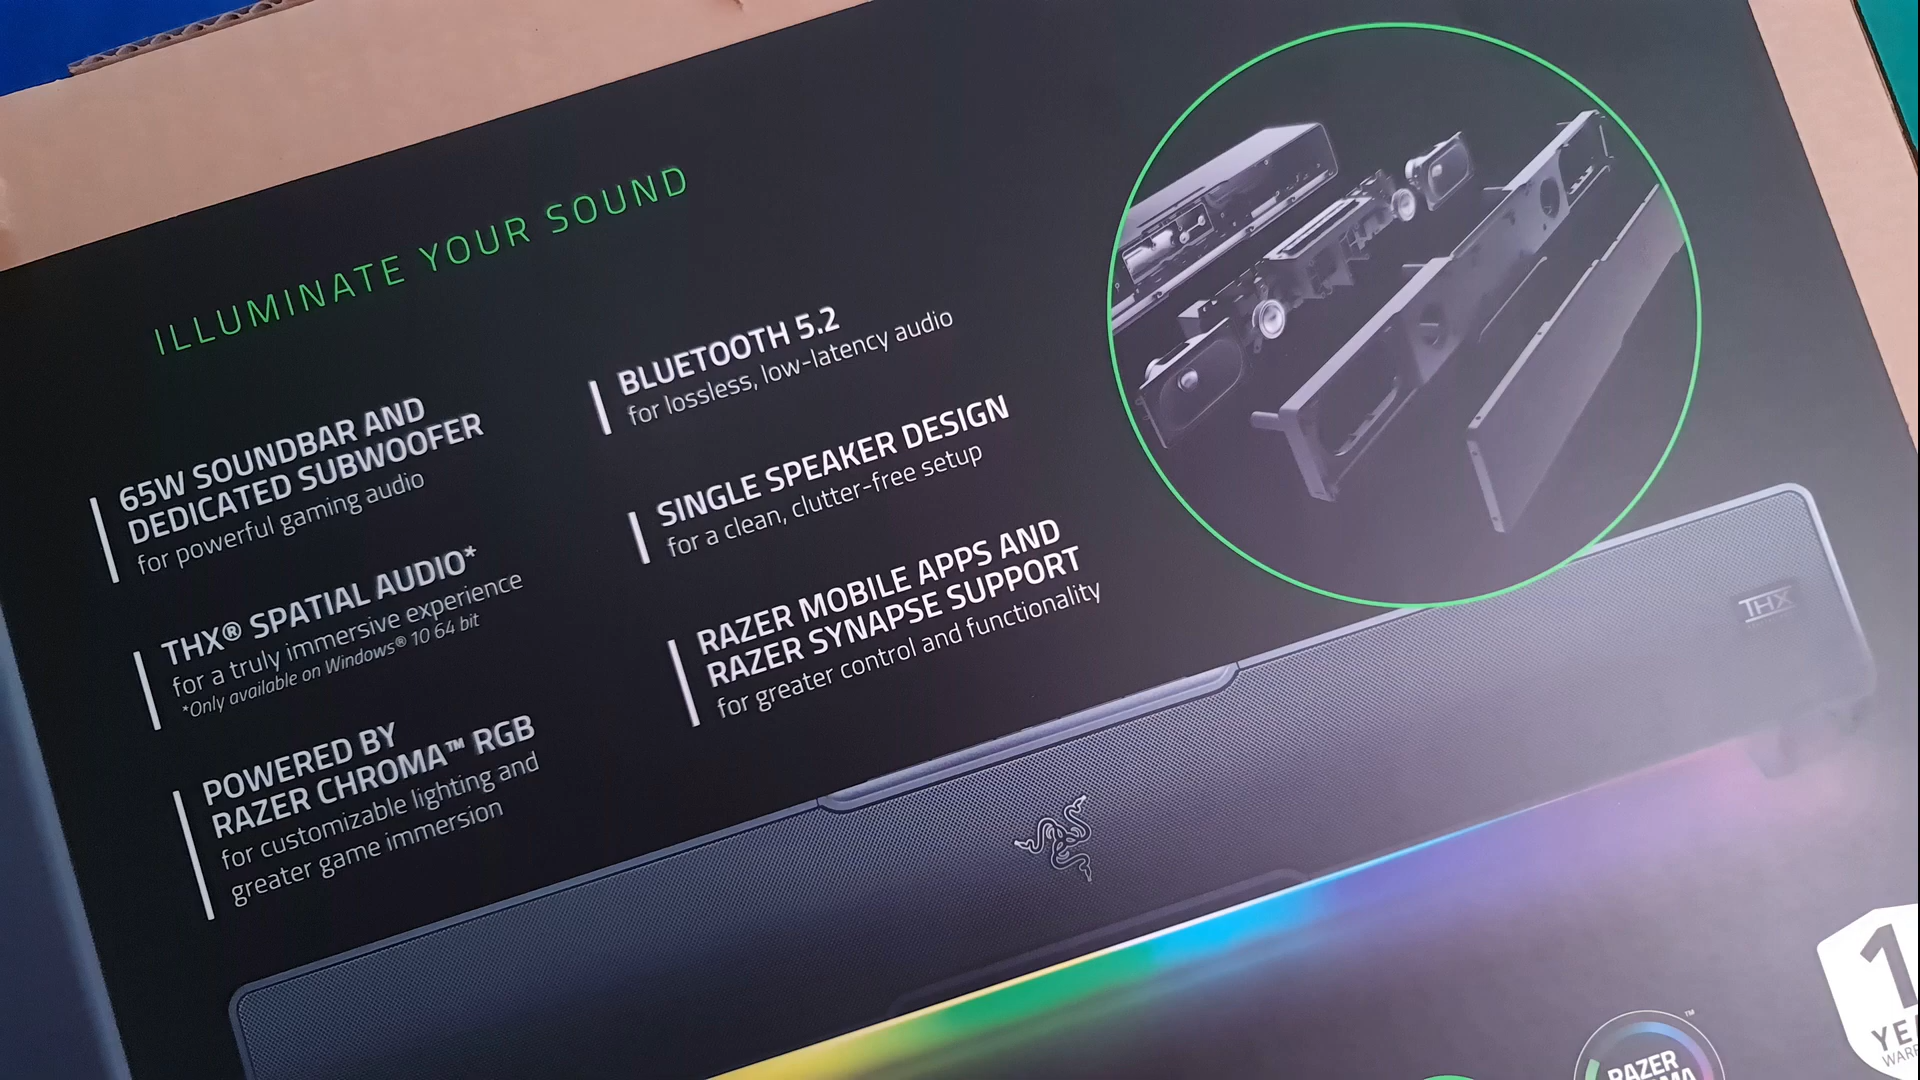 ILLUMINATE YOUR SOUND
65W SOUNDBAR AND
DEDICATED SUBWOOFER
for powerful gaming audio
THX® SPATIAL AUDIO*
for a truly immersive experience
*Only available on Windows® 10 64 bit
POWERED BY
RAZER CHROMA™ RGB
for customizable lighting and
greater game immersion
BLUETOOTH 5.2
for lossless, low-latency audio
SINGLE SPEAKER DESIGN
for a clean, clutter-free setup
RAZER MOBILE APPS AND
RAZER SYNAPSE SUPPORT
for greater control and functionality
THX
™
RAZER
1